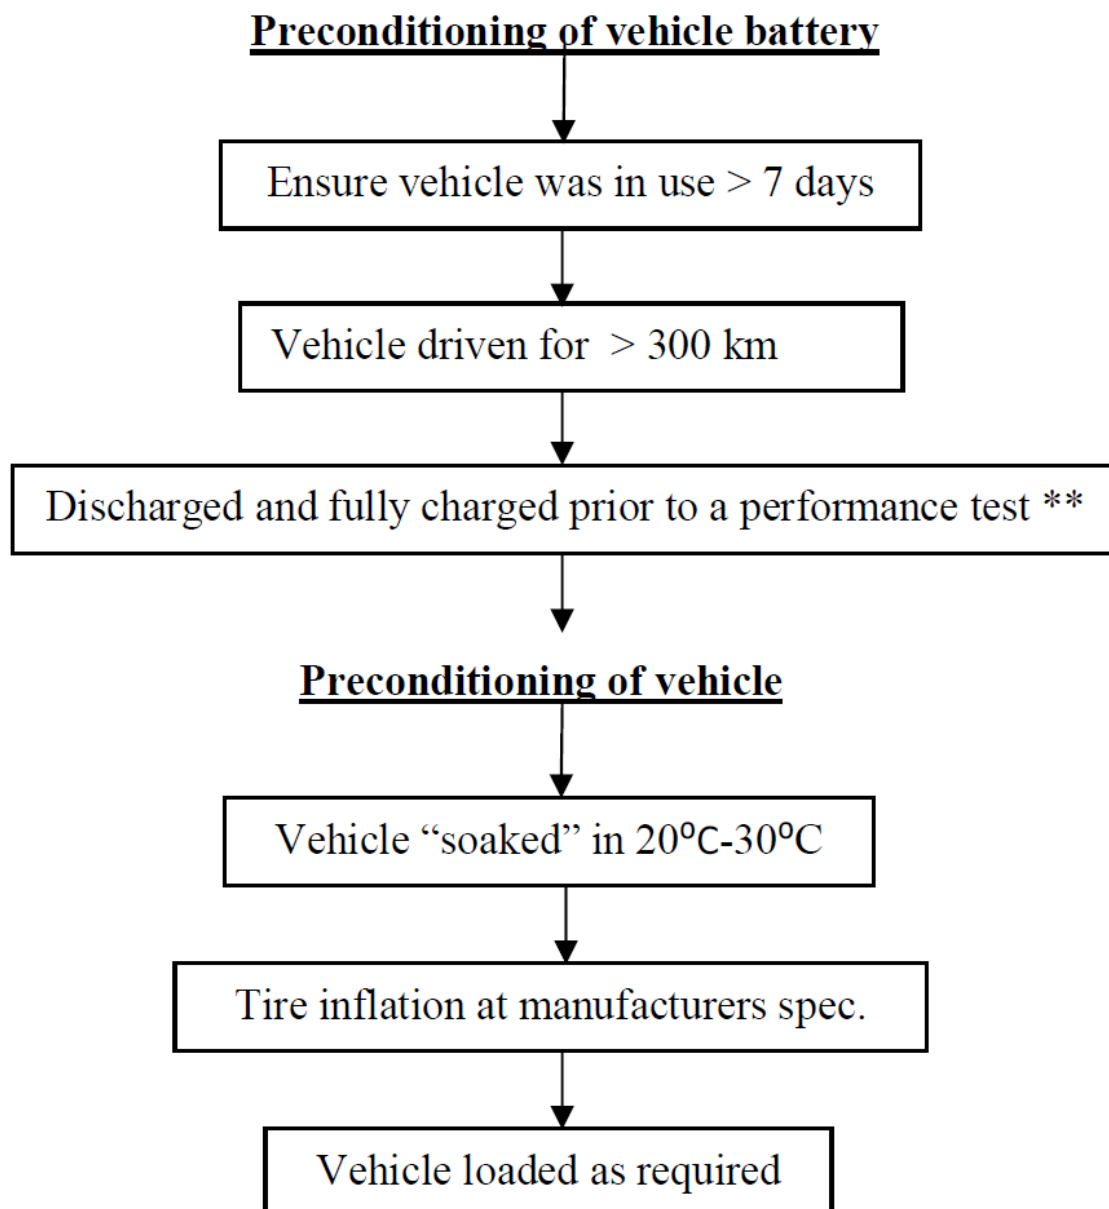 Preconditioning of vehicle battery
Ensure vehicle was in use > 7 days
Vehicle driven for > 300 km
Discharged and fully charged prior to a performance test **
Preconditioning of vehicle
Vehicle “soaked” in 20⁰C-30⁰C
Tire inflation at manufacturers spec.
Vehicle loaded as required